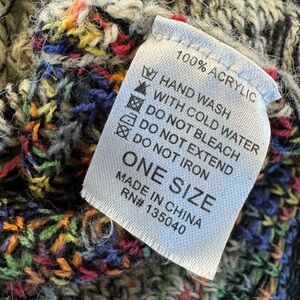 100% ACRYLIC
HAND WASH
WITH COLD WATER
DO NOT BLEACH
DO NOT EXTEND
DO NOT IRON
ONE SIZE
MADE IN CHINA
RN# 135040